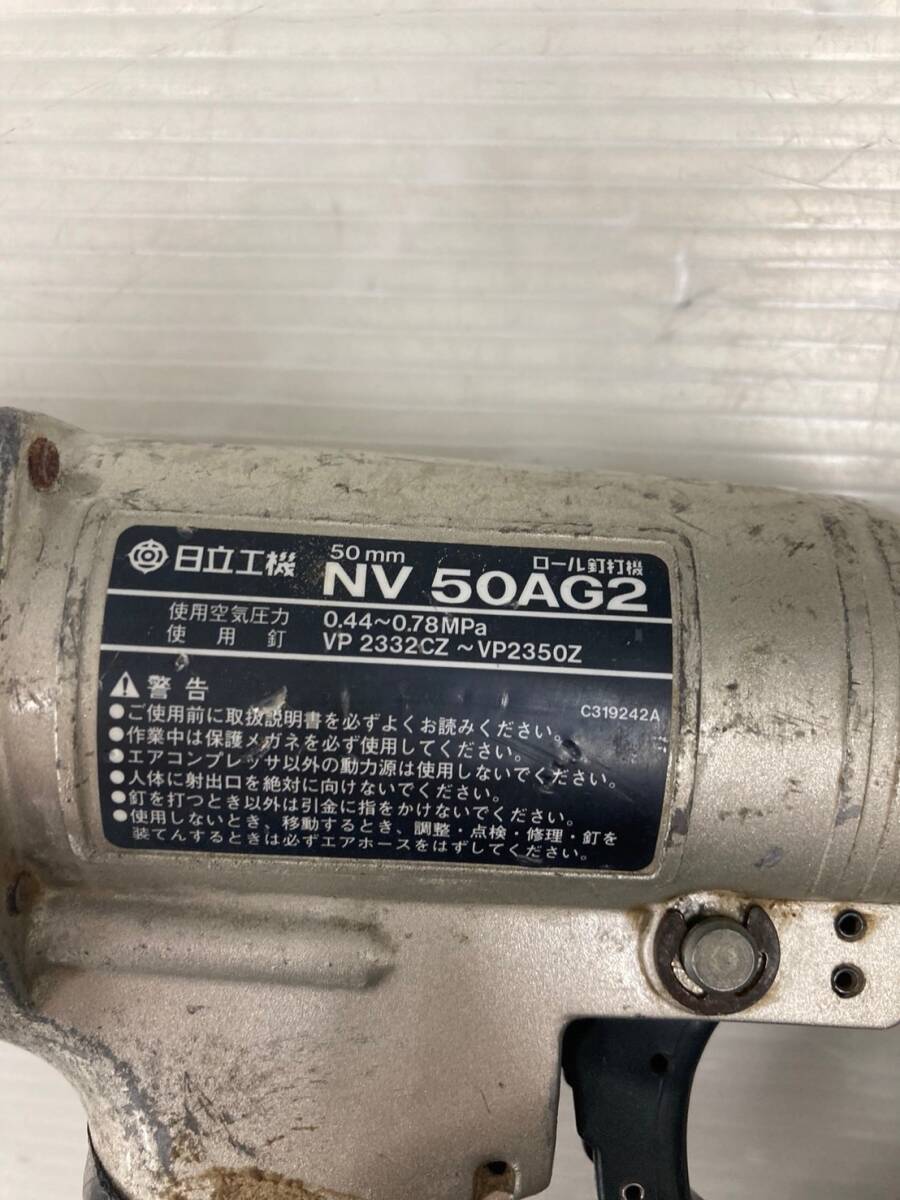 日立工機
50 mm
NV 50AG2
ロール釘打機
使用空気圧力 0.44～0.78MPa
使用釘 VP 2332CZ ～VP2350Z
警告
C319242A
●ご使用前に取扱説明書を必ずよくお読みください。
●作業中は保護メガネを必ず使用してください。
●エアコンプレッサ以外の動力源は使用しないでください。
●人体に射出口を絶対に向けないでください。
●釘を打つとき以外は引金に指をかけないでください。
●使用しないとき、移動するとき、調整・点検・修理・釘を
装てんするときは必ずエアホースをはずしてください。